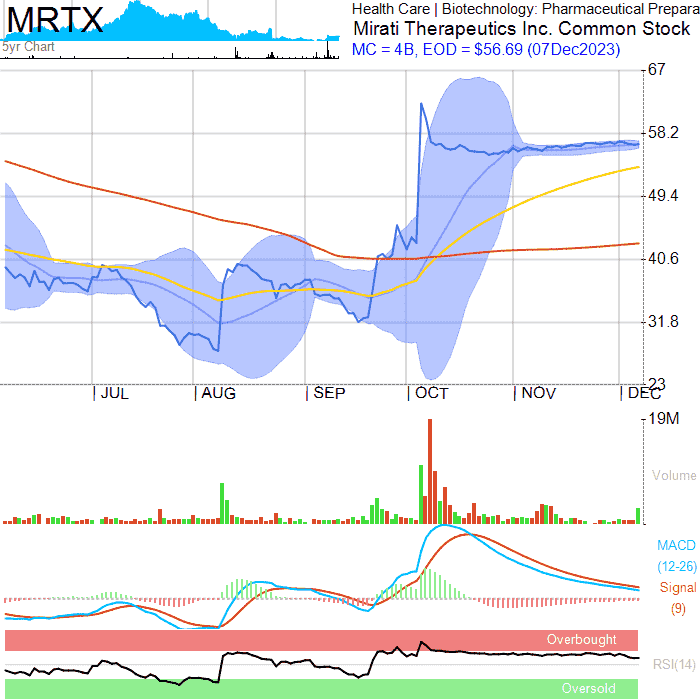 MRTX
Health Care | Biotechnology: Pharmaceutical Prepara
Mirati Therapeutics Inc. Common Stock
MC = 4B, EOD = $56.69 (07Dec2023)
5yr Chart
67
58.2
49.4
40.6
31.8
23
| JUL | AUG | SEP | OCT | NOV | DEC
19M
Volume
MACD
(12-26)
Signal
(9)
Overbought
RSI(14)
Oversold